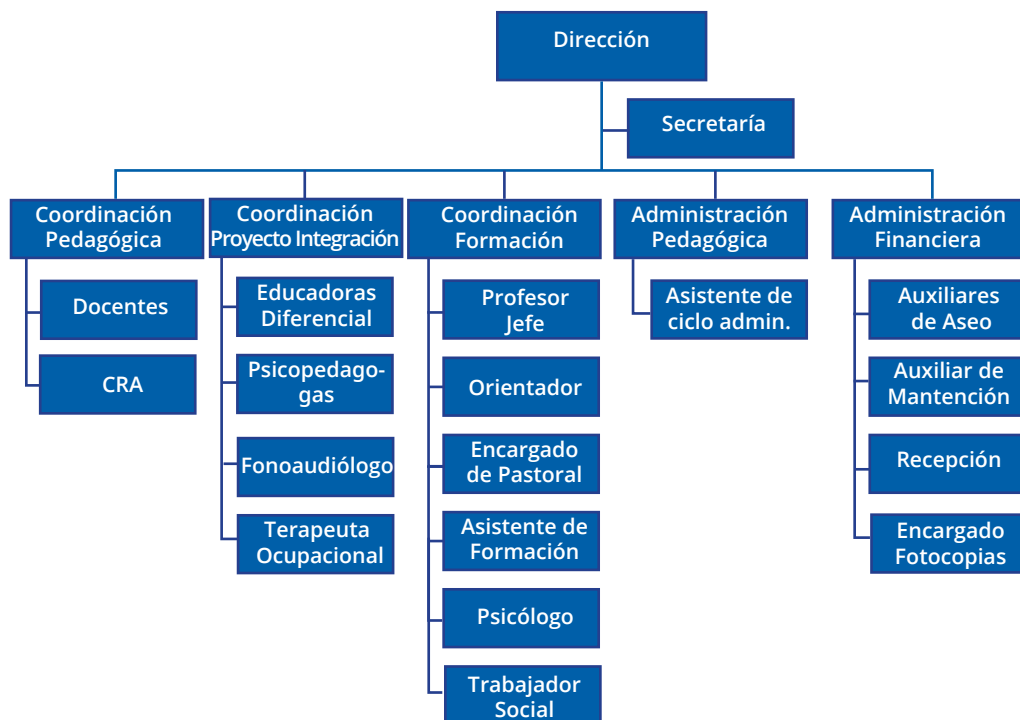 Dirección
Secretaría
Coordinación
Pedagógica
Coordinación
Proyecto Integración
Coordinación
Formación
Administración
Pedagógica
Administración
Financiera
Docentes
CRA
Educadoras
Diferencial
Psicopedago-
gas
Fonoaudiólogo
Terapeuta
Ocupacional
Profesor
Jefe
Orientador
Encargado
de Pastoral
Asistente de
Formación
Psicólogo
Trabajador
Social
Asistente de
ciclo admin.
Auxiliares
de Aseo
Auxiliar de
Mantención
Recepción
Encargado
Fotocopias